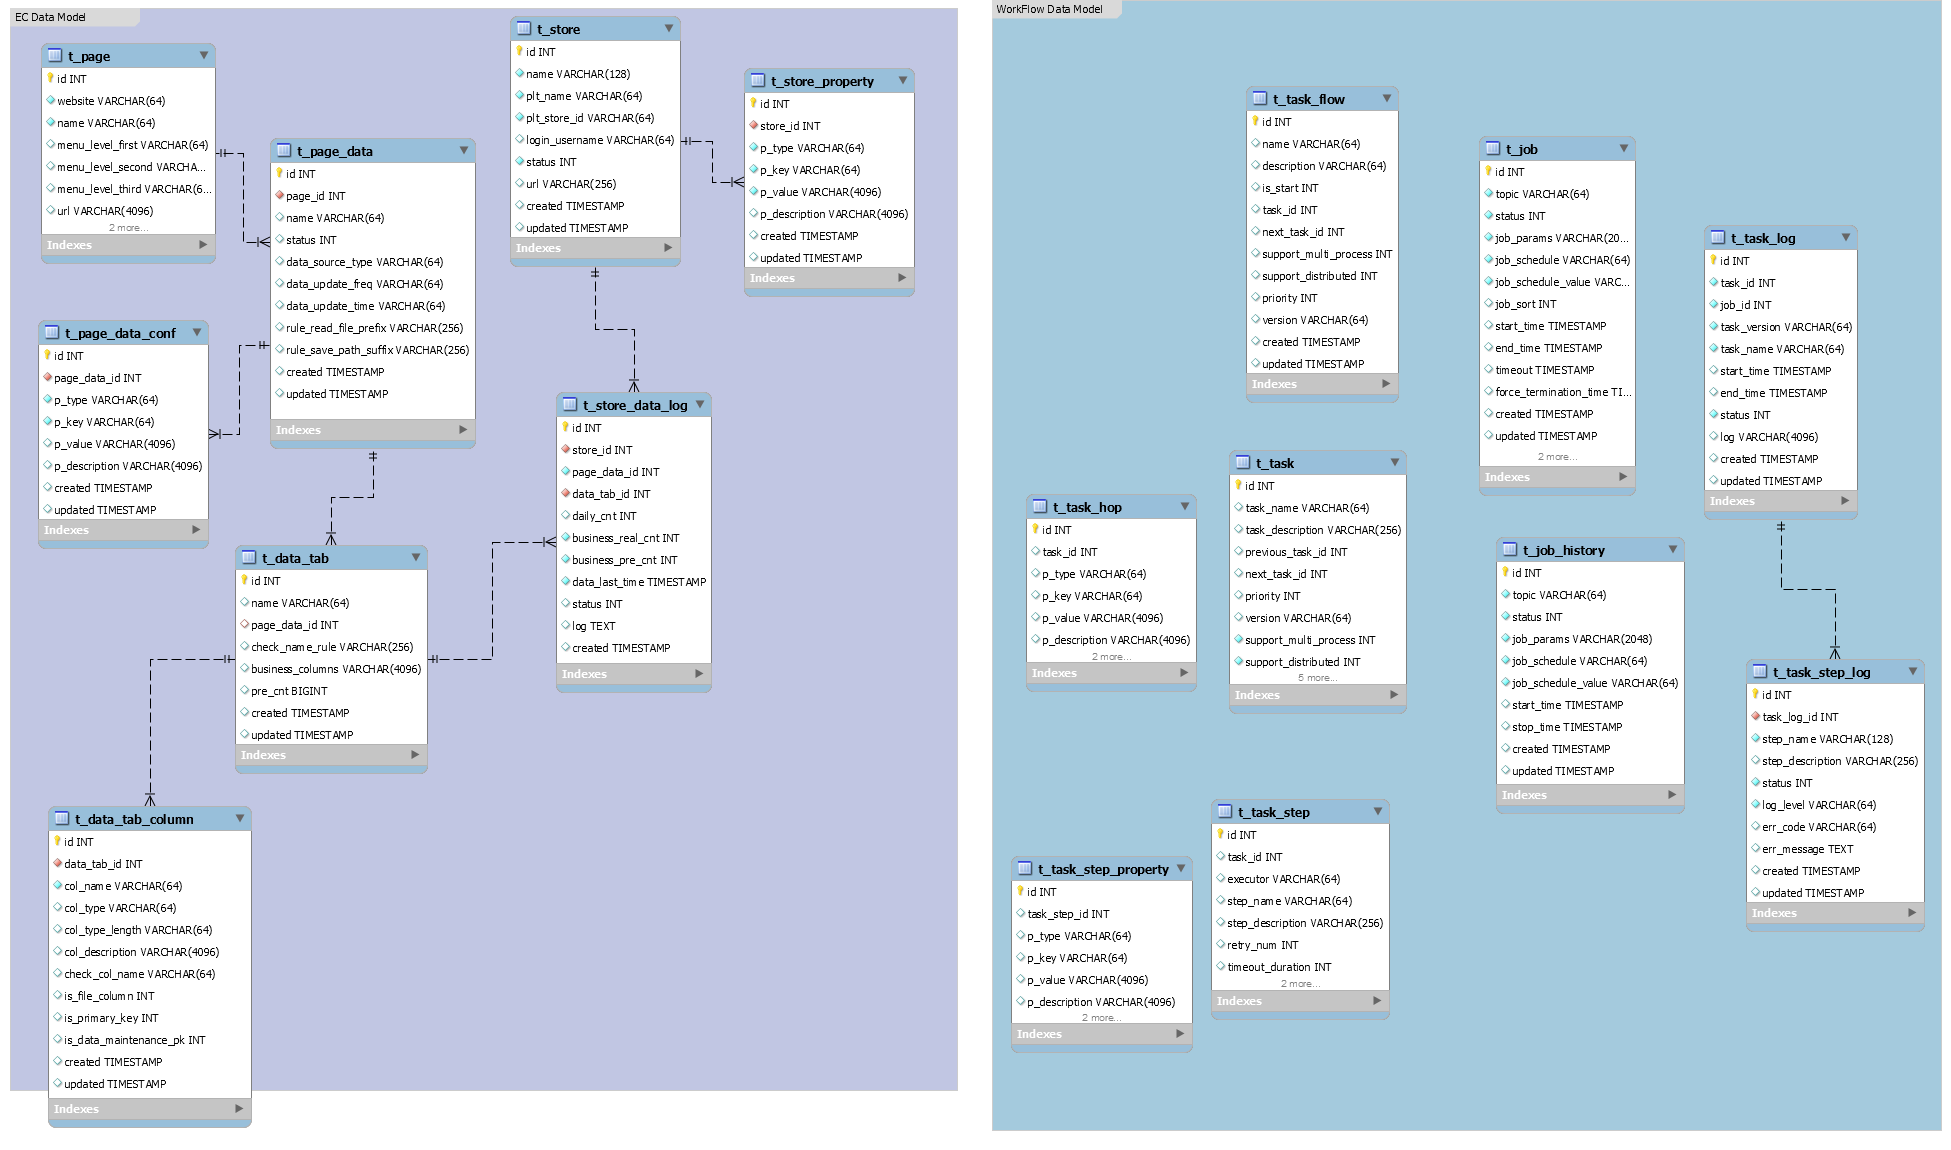 EC Data Model
t_page
id INT
website VARCHAR(64)
name VARCHAR(64)
menu_level_first VARCHAR(64)
menu_level_second VARCHA...
menu_level_third VARCHAR(6...
url VARCHAR(4096)
2 more...
Indexes
t_page_data
id INT
page_id INT
name VARCHAR(64)
status INT
data_source_type VARCHAR(64)
data_update_freq VARCHAR(64)
data_update_time VARCHAR(64)
rule_read_file_prefix VARCHAR(256)
rule_save_path_suffix VARCHAR(256)
created TIMESTAMP
updated TIMESTAMP
Indexes
t_store
id INT
name VARCHAR(128)
plt_name VARCHAR(64)
plt_store_id VARCHAR(64)
login_username VARCHAR(64)
status INT
url VARCHAR(256)
created TIMESTAMP
updated TIMESTAMP
Indexes
t_store_property
id INT
store_id INT
p_type VARCHAR(64)
p_key VARCHAR(64)
p_value VARCHAR(4096)
p_description VARCHAR(4096)
created TIMESTAMP
updated TIMESTAMP
Indexes
t_page_data_conf
id INT
page_data_id INT
p_type VARCHAR(64)
p_key VARCHAR(64)
p_value VARCHAR(4096)
p_description VARCHAR(4096)
created TIMESTAMP
updated TIMESTAMP
Indexes
t_store_data_log
id INT
store_id INT
page_data_id INT
data_tab_id INT
daily_cnt INT
business_real_cnt INT
business_pre_cnt INT
data_last_time TIMESTAMP
status INT
log TEXT
created TIMESTAMP
Indexes
t_data_tab
id INT
name VARCHAR(64)
page_data_id INT
check_name_rule VARCHAR(256)
business_columns VARCHAR(4096)
pre_cnt BIGINT
created TIMESTAMP
updated TIMESTAMP
Indexes
t_data_tab_column
id INT
data_tab_id INT
col_name VARCHAR(64)
col_type VARCHAR(64)
col_type_length VARCHAR(64)
col_description VARCHAR(4096)
check_col_name VARCHAR(64)
is_file_column INT
is_primary_key INT
is_data_maintenance_pk INT
created TIMESTAMP
updated TIMESTAMP
Indexes
WorkFlow Data Model
t_task_flow
id INT
name VARCHAR(64)
description VARCHAR(64)
is_start INT
task_id INT
next_task_id INT
support_multi_process INT
support_distributed INT
priority INT
version VARCHAR(64)
created TIMESTAMP
updated TIMESTAMP
Indexes
t_job
id INT
topic VARCHAR(64)
status INT
job_params VARCHAR(20...
job_schedule VARCHAR(64)
job_schedule_value VARC...
job_sort INT
start_time TIMESTAMP
end_time TIMESTAMP
timeout TIMESTAMP
force_termination_time TI...
created TIMESTAMP
updated TIMESTAMP
2 more...
Indexes
t_task_log
id INT
task_id INT
job_id INT
task_version VARCHAR(64)
task_name VARCHAR(64)
start_time TIMESTAMP
end_time TIMESTAMP
status INT
log VARCHAR(4096)
created TIMESTAMP
updated TIMESTAMP
Indexes
t_task_hop
id INT
task_id INT
p_type VARCHAR(64)
p_key VARCHAR(64)
p_value VARCHAR(4096)
p_description VARCHAR(4096)
2 more...
Indexes
t_task
id INT
task_name VARCHAR(64)
task_description VARCHAR(256)
previous_task_id INT
next_task_id INT
priority INT
version VARCHAR(64)
support_multi_process INT
support_distributed INT
5 more...
Indexes
t_job_history
id INT
topic VARCHAR(64)
status INT
job_params VARCHAR(2048)
job_schedule VARCHAR(64)
job_schedule_value VARCHAR(64)
start_time TIMESTAMP
stop_time TIMESTAMP
created TIMESTAMP
updated TIMESTAMP
Indexes
t_task_step_log
id INT
task_log_id INT
step_name VARCHAR(128)
step_description VARCHAR(256)
status INT
log_level VARCHAR(64)
err_code VARCHAR(64)
err_message TEXT
created TIMESTAMP
updated TIMESTAMP
Indexes
t_task_step_property
id INT
task_step_id INT
p_type VARCHAR(64)
p_key VARCHAR(64)
p_value VARCHAR(4096)
p_description VARCHAR(4096)
2 more...
Indexes
t_task_step
id INT
task_id INT
executor VARCHAR(64)
step_name VARCHAR(64)
step_description VARCHAR(256)
retry_num INT
timeout_duration INT
2 more...
Indexes